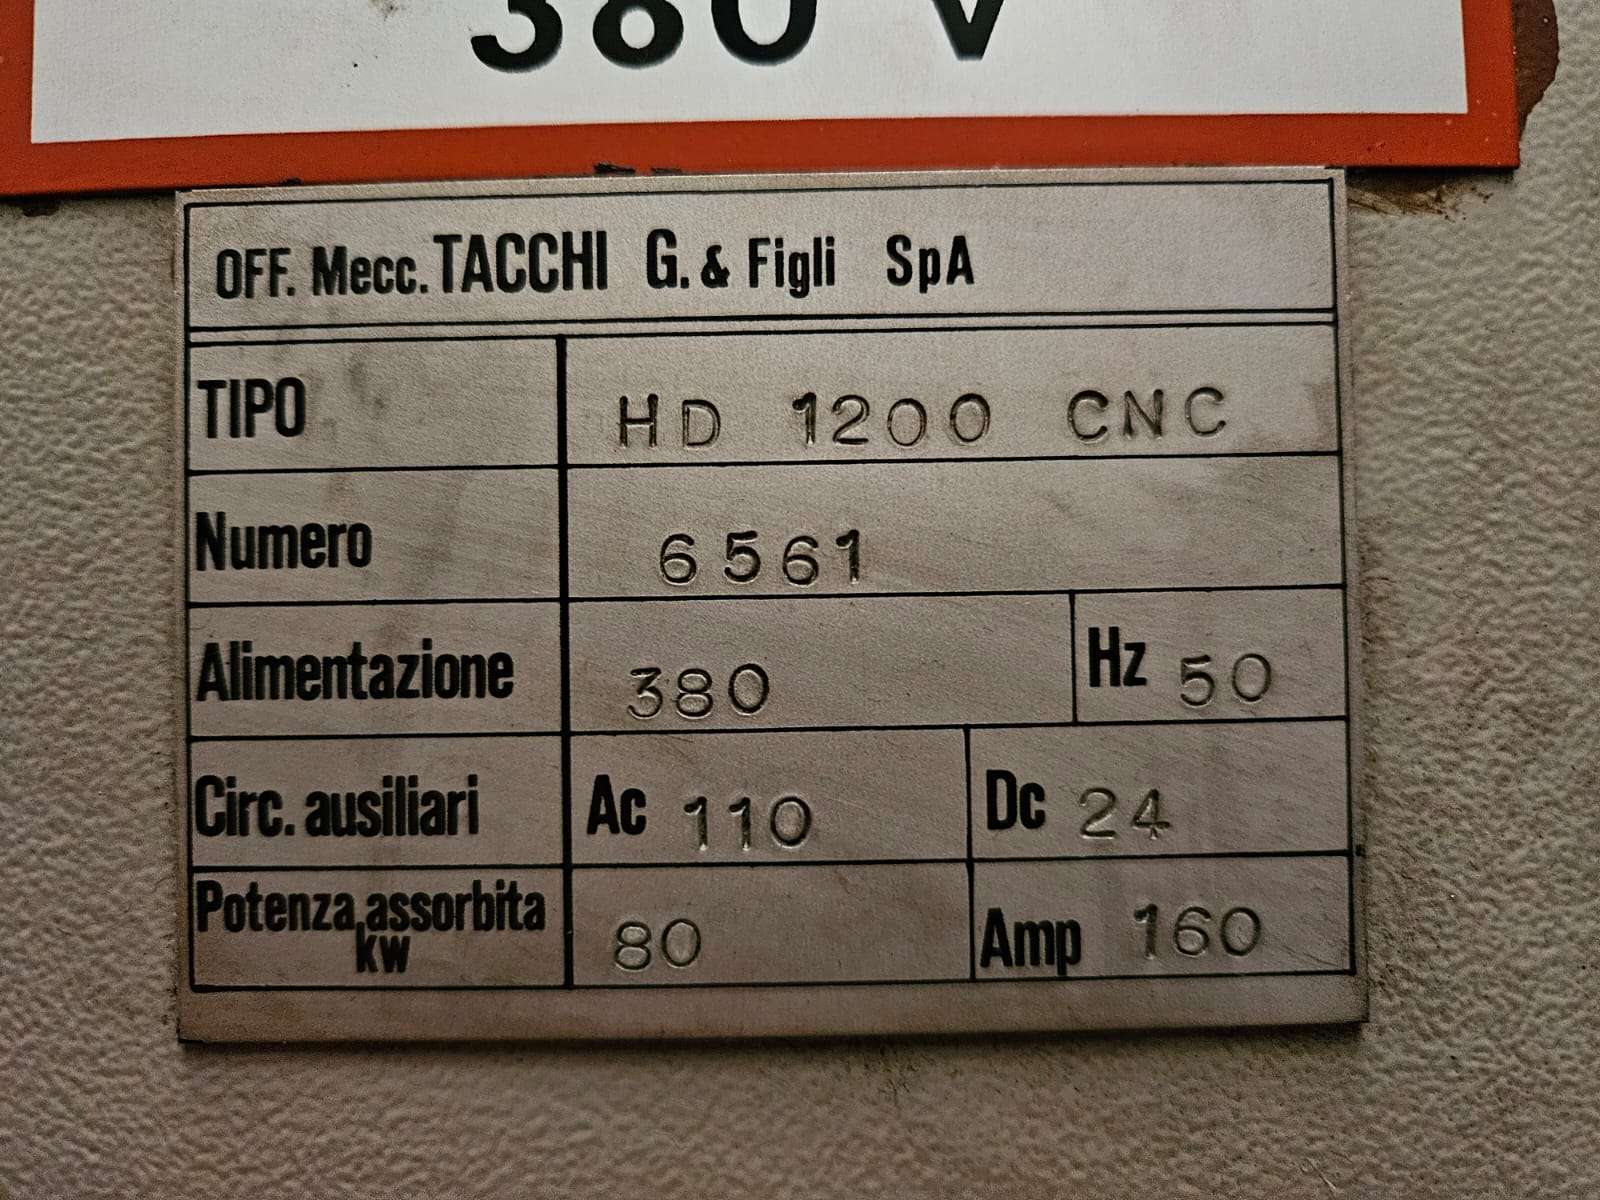 380 V
OFF. Mecc. TACCHI G. & Figli SpA
TIPO HD 1200 CNC
Numero 6561
Alimentazione 380 Hz 50
Circ. ausiliari Ac 110 Dc 24
Potenza assorbita kw 80 Amp 160